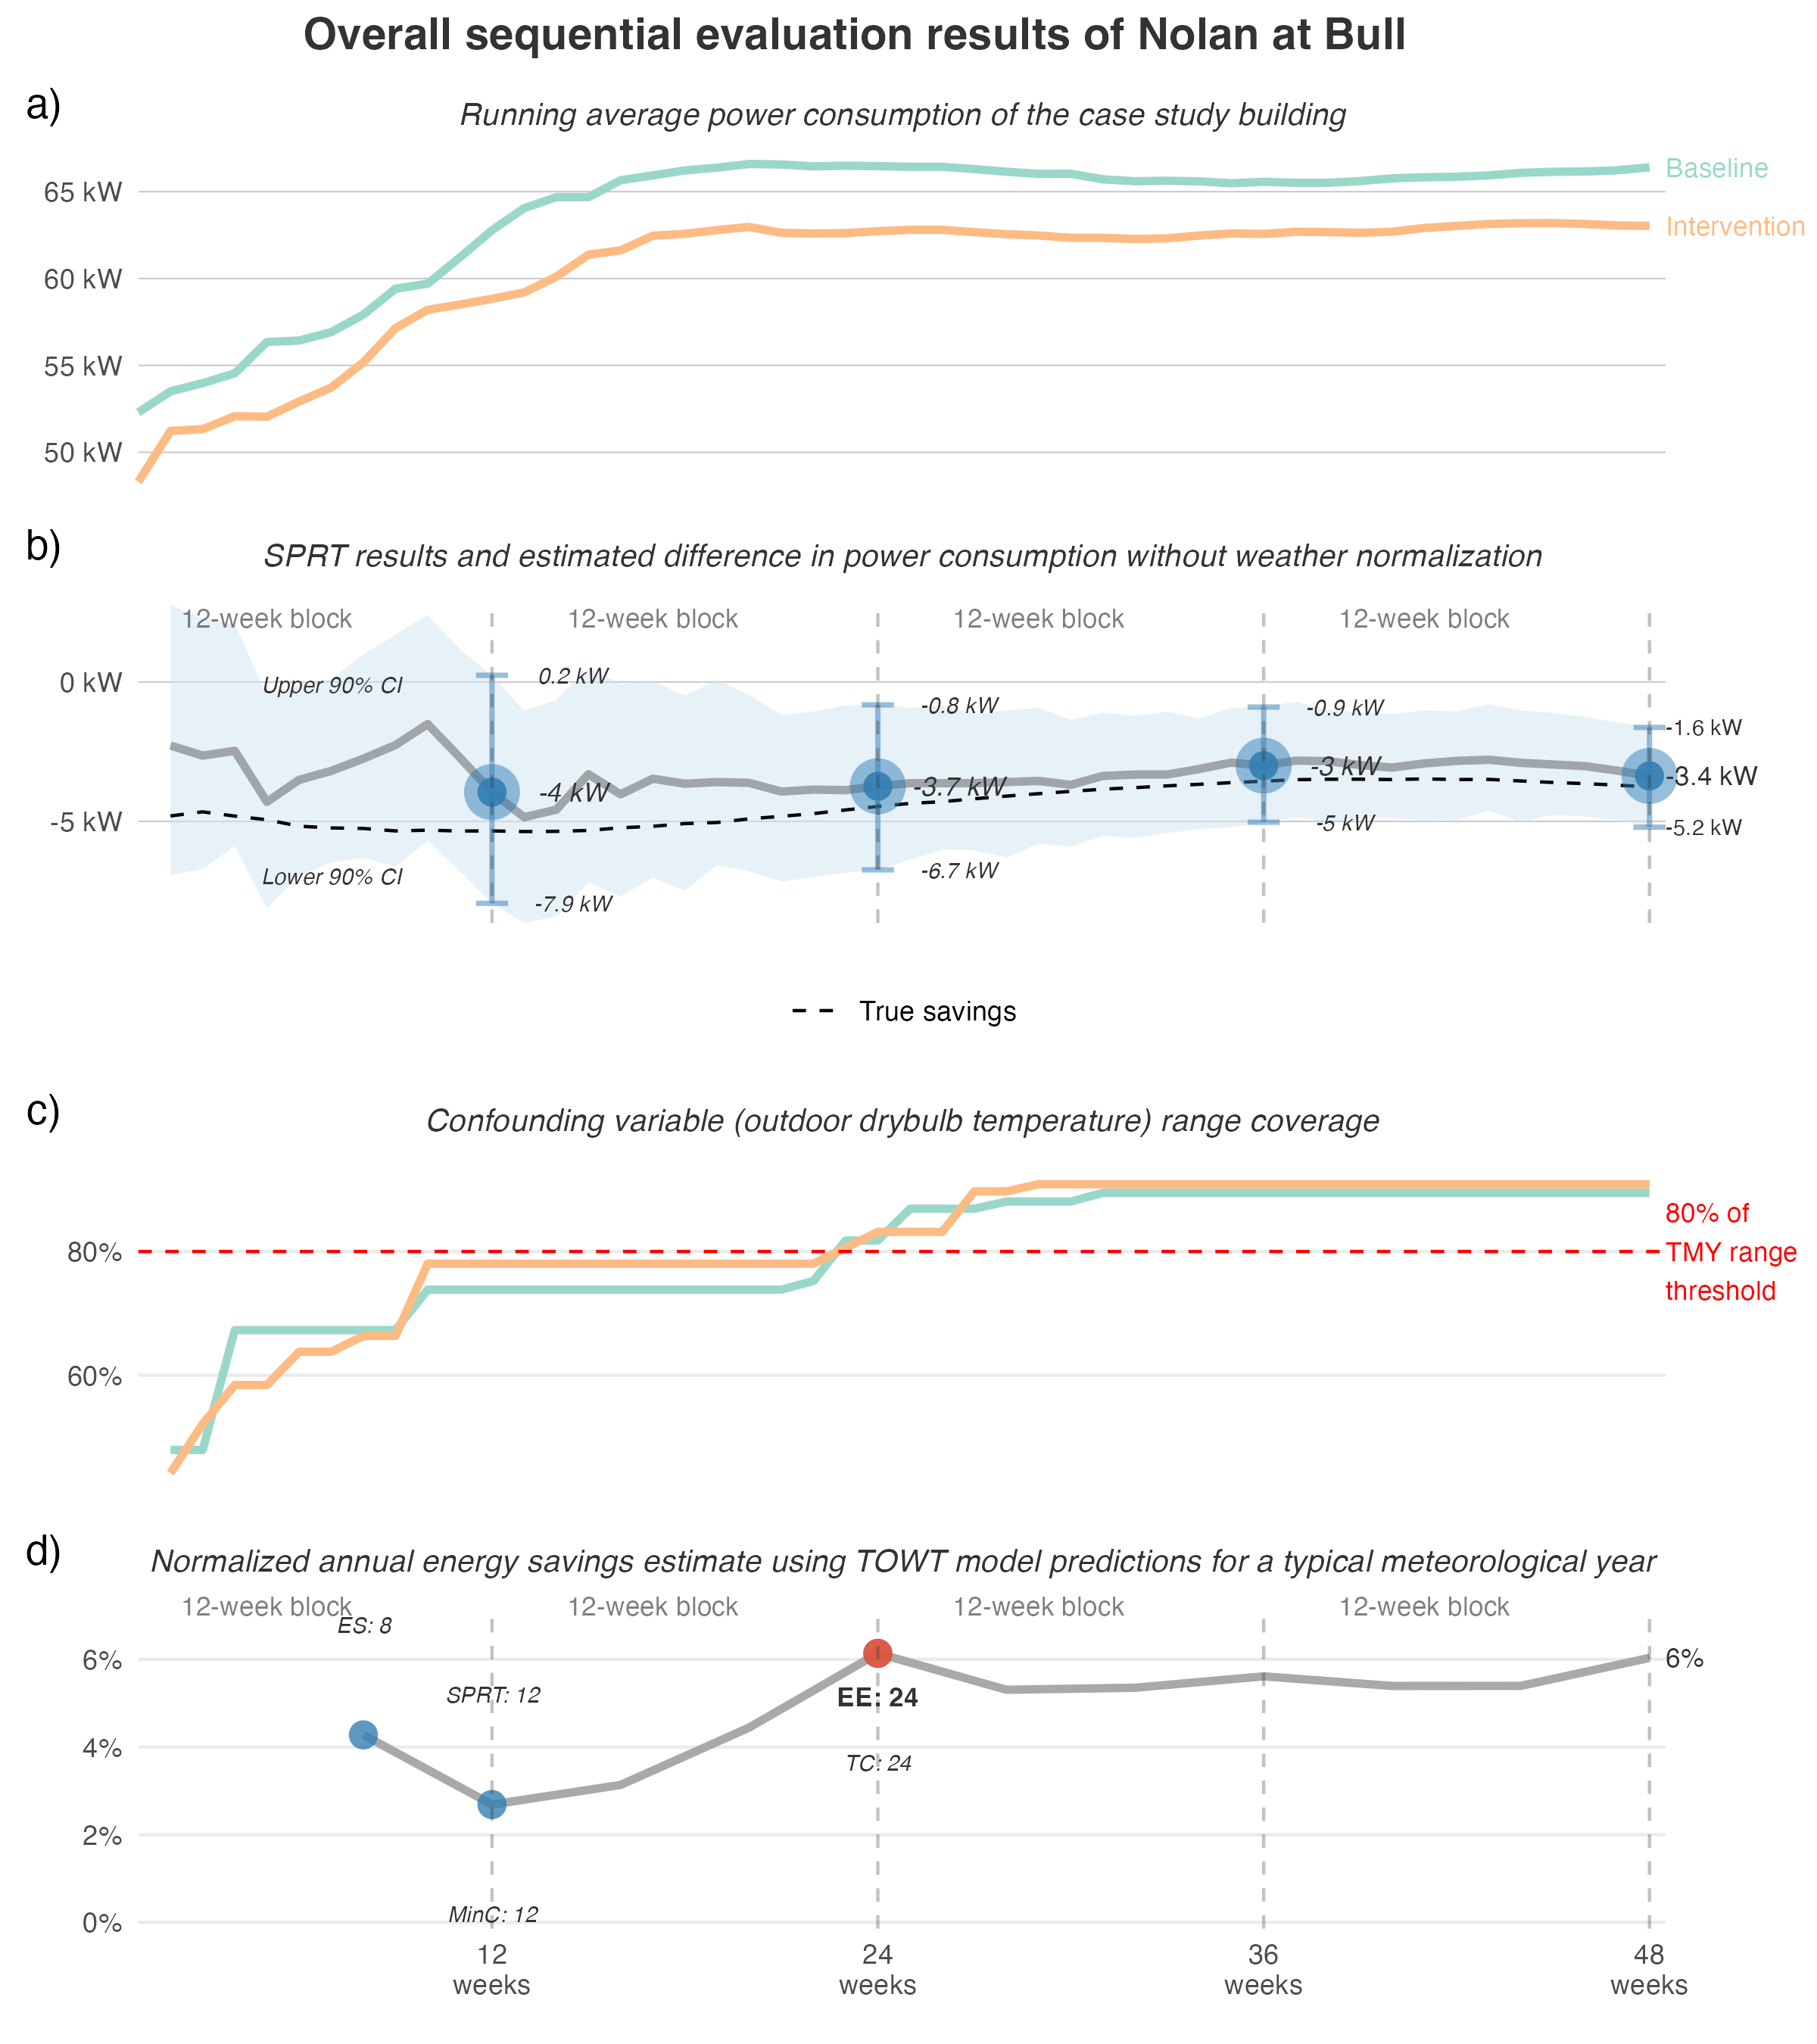 Overall sequential evaluation results of Nolan at Bull
a)
Running average power consumption of the case study building
65 kW
60 kW
55 kW
50 kW
Baseline
Intervention
b)
SPRT results and estimated difference in power consumption without weather normalization
12-week block
12-week block
12-week block
12-week block
0 kW
-5 kW
Upper 90% CI
Lower 90% CI
0.2 kW
-4 kW
-7.9 kW
-0.8 kW
-3.7 kW
-6.7 kW
-0.9 kW
-3 kW
-5 kW
-1.6 kW
-3.4 kW
-5.2 kW
True savings
c)
Confounding variable (outdoor drybulb temperature) range coverage
80%
60%
80% of
TMY range
threshold
d)
Normalized annual energy savings estimate using TOWT model predictions for a typical meteorological year
12-week block
12-week block
12-week block
12-week block
6%
4%
2%
0%
ES: 8
SPRT: 12
MinC: 12
EE: 24
TC: 24
6%
12
weeks
24
weeks
36
weeks
48
weeks